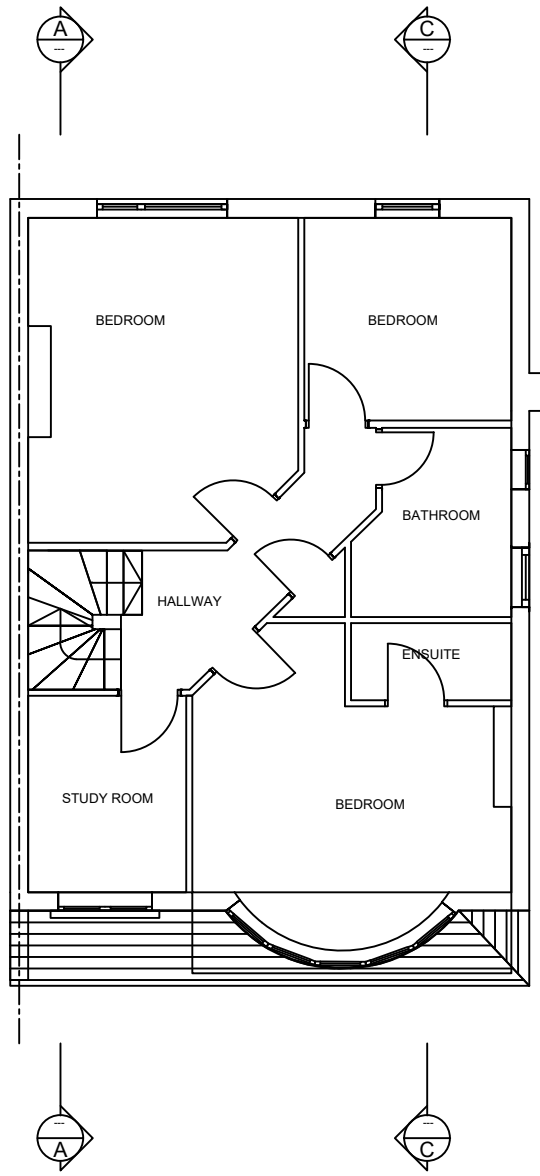 A
---
C
---
BEDROOM
BEDROOM
BATHROOM
HALLWAY
ENSUITE
STUDY ROOM
BEDROOM
---
A
---
C